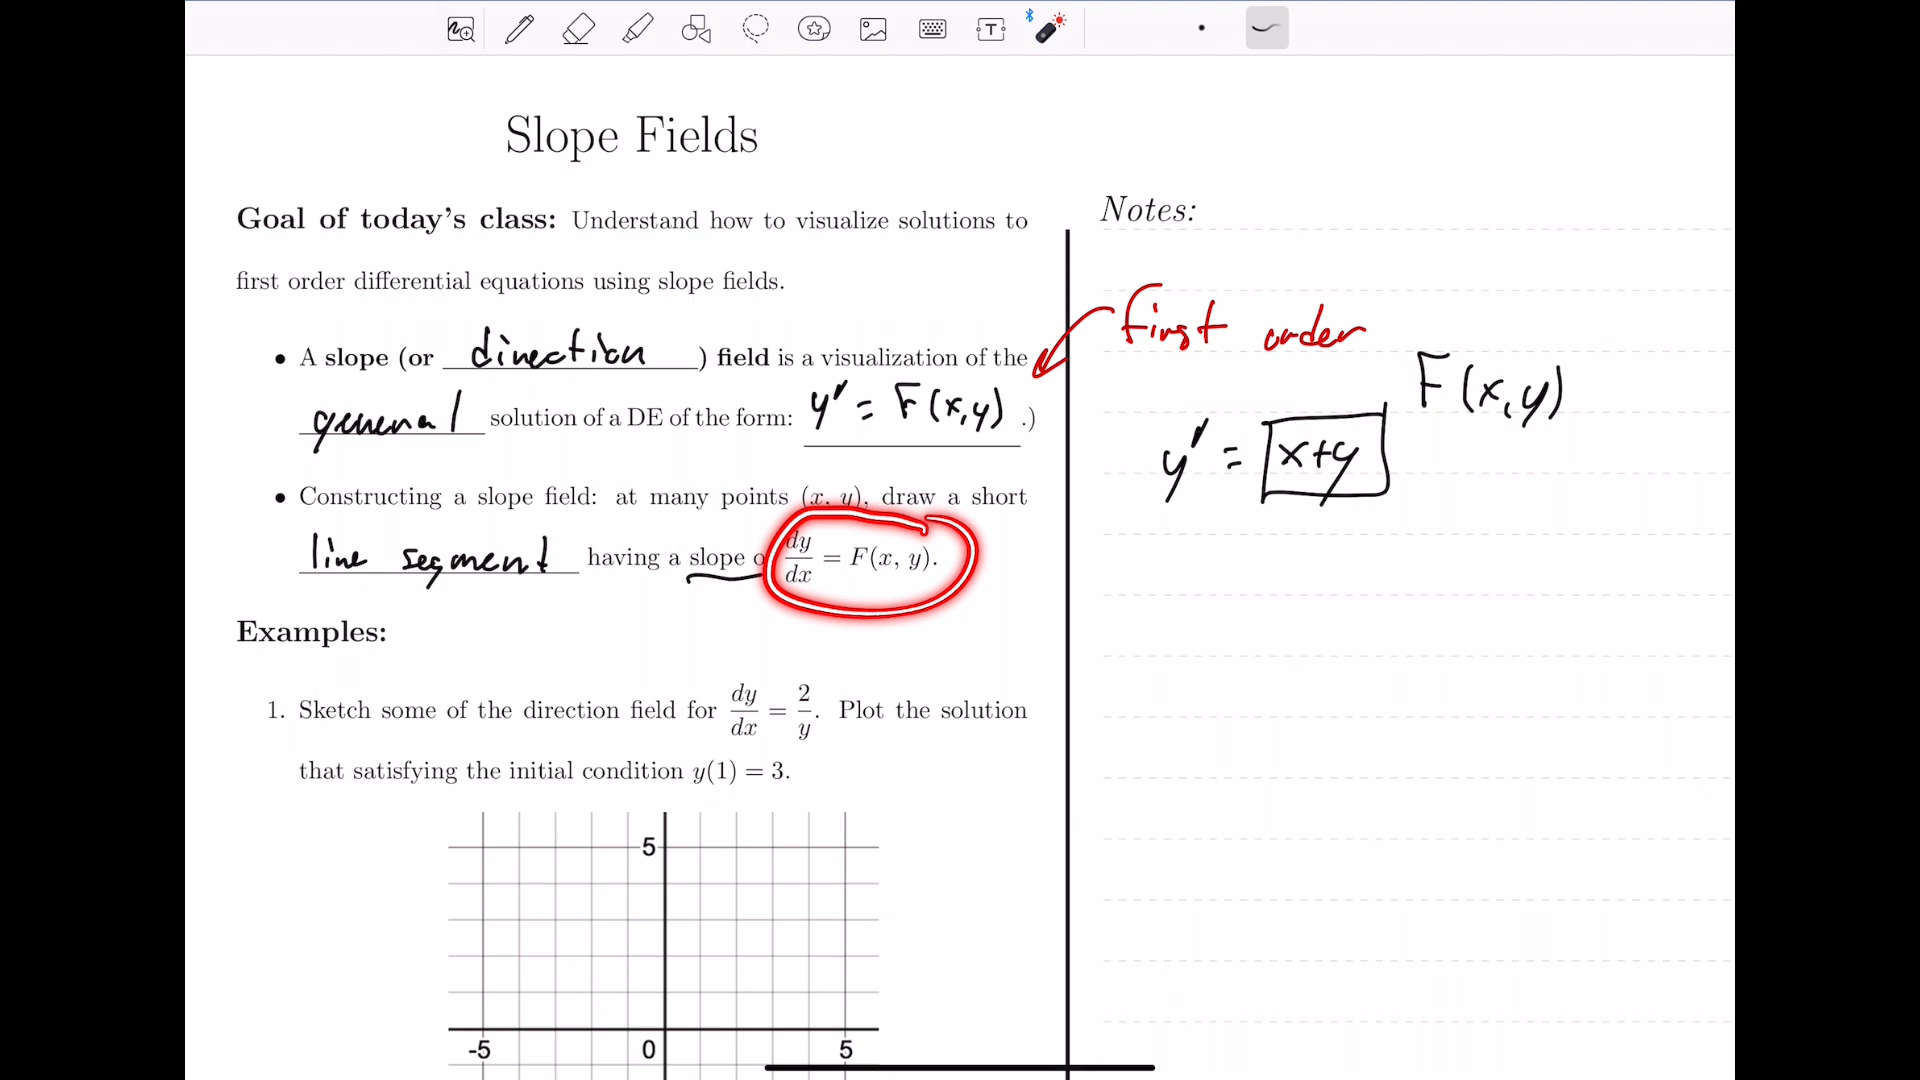 Slope Fields
Goal of today's class: Understand how to visualize solutions to
first order differential equations using slope fields.
• A slope (or direction) field is a visualization of the
general solution of a DE of the form: y' = F(x,y) .)
• Constructing a slope field: at many points (x, y), draw a short
line segment having a slope o dy/dx = F(x, y).
Examples:
1. Sketch some of the direction field for dy/dx = 2/y. Plot the solution
that satisfying the initial condition y(1) = 3.
5
-5 0 5
Notes:
first order
F(x,y)
y' = x+y